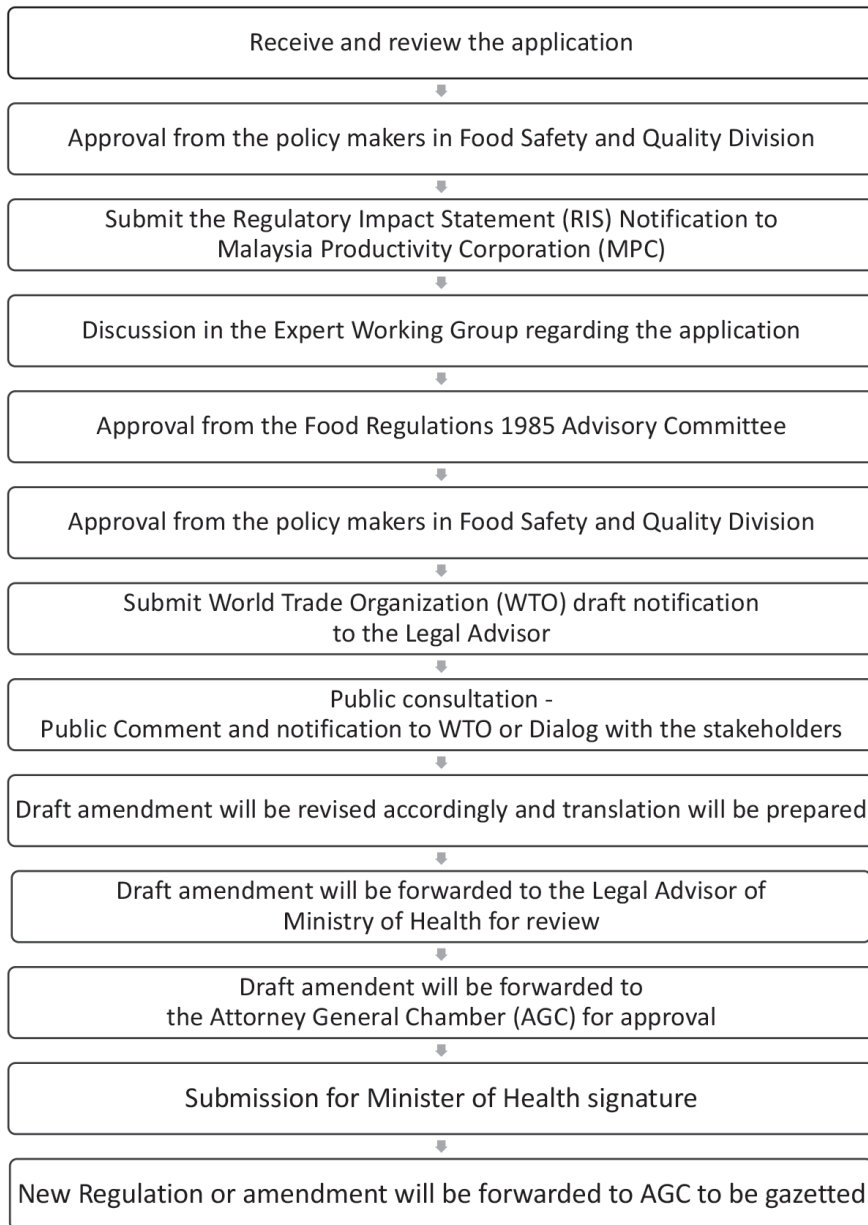 Receive and review the application
Approval from the policy makers in Food Safety and Quality Division
Submit the Regulatory Impact Statement (RIS) Notification to
Malaysia Productivity Corporation (MPC)
Discussion in the Expert Working Group regarding the application
Approval from the Food Regulations 1985 Advisory Committee
Approval from the policy makers in Food Safety and Quality Division
Submit World Trade Organization (WTO) draft notification
to the Legal Advisor
Public consultation -
Public Comment and notification to WTO or Dialog with the stakeholders
Draft amendment will be revised accordingly and translation will be prepared
Draft amendment will be forwarded to the Legal Advisor of
Ministry of Health for review
Draft amendent will be forwarded to
the Attorney General Chamber (AGC) for approval
Submission for Minister of Health signature
New Regulation or amendment will be forwarded to AGC to be gazetted